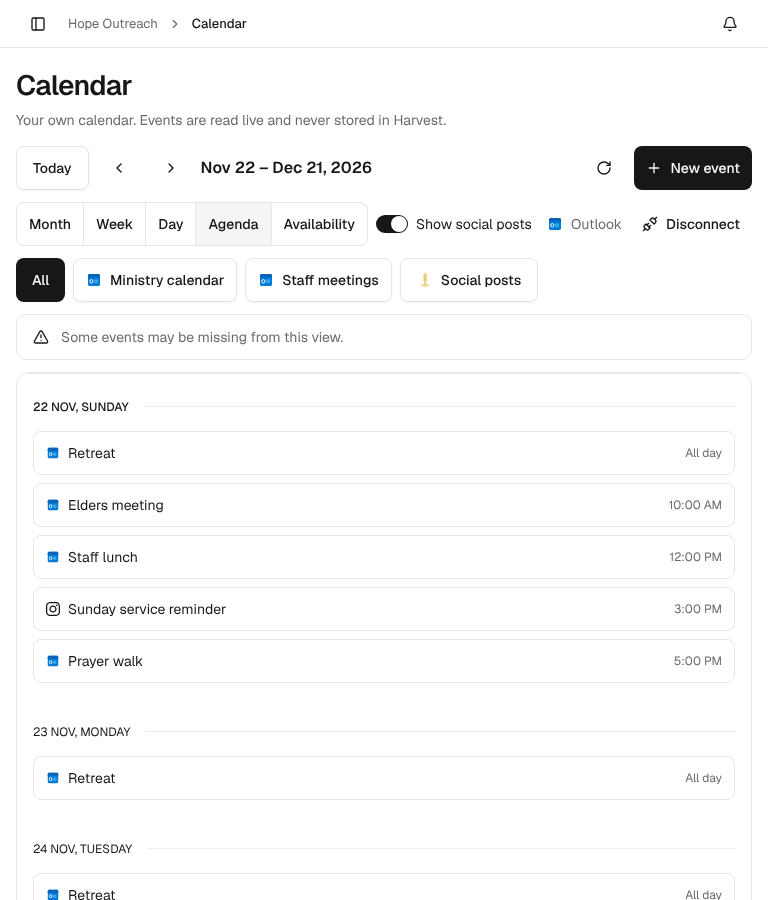 Hope Outreach > Calendar
Calendar
Your own calendar. Events are read live and never stored in Harvest.
Today Nov 22 – Dec 21, 2026 New event
Month Week Day Agenda Availability Show social posts Outlook Disconnect
All Ministry calendar Staff meetings Social posts
Some events may be missing from this view.
22 NOV, SUNDAY
Retreat All day
Elders meeting 10:00 AM
Staff lunch 12:00 PM
Sunday service reminder 3:00 PM
Prayer walk 5:00 PM
23 NOV, MONDAY
Retreat All day
24 NOV, TUESDAY
Retreat All day